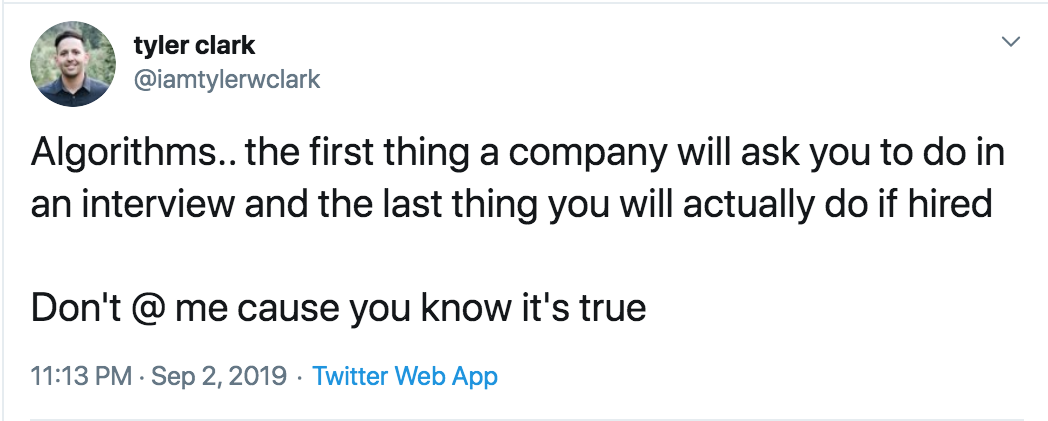 tyler clark
@iamtylerwclark
Algorithms.. the first thing a company will ask you to do in
an interview and the last thing you will actually do if hired
Don't @ me cause you know it's true
11:13 PM · Sep 2, 2019 · Twitter Web App